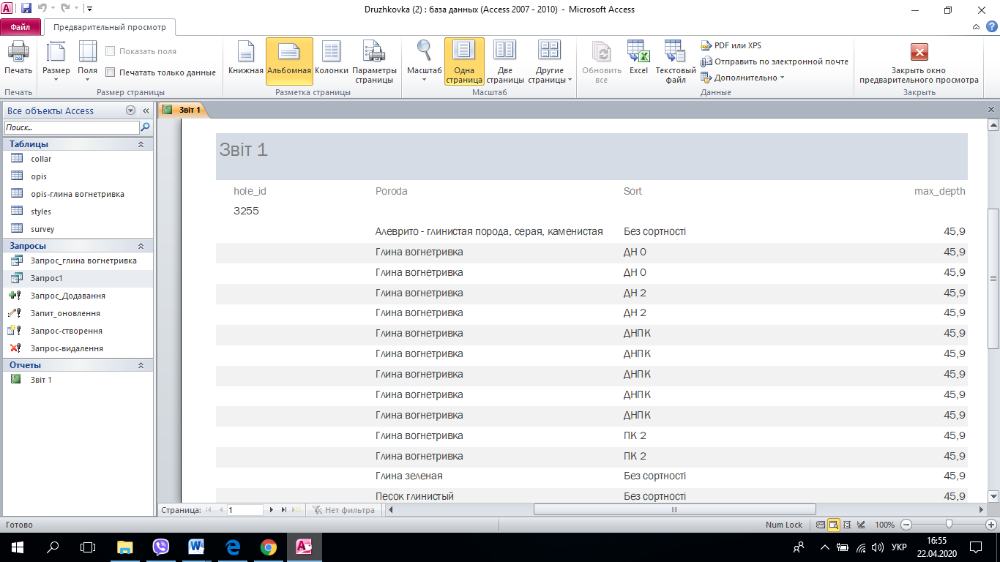 Druzhkovka (2) : база данных (Access 2007 - 2010) - Microsoft Access
Файл
Предварительный просмотр
Печать
Размер
Поля
Показать поля
Печатать только данные
Книжная
Альбомная
Колонки
Параметры страницы
Масштаб
Одна страница
Две страницы
Другие страницы
Обновить все
Excel
Текстовый файл
PDF или XPS
Отправить по электронной почте
Дополнительно
Закрыть окно предварительного просмотра
Печать
Размер страницы
Разметка страницы
Масштаб
Данные
Закрыть
Все объекты Access
Поиск...
Таблицы
collar
opis
opis-глина вогнетривка
styles
survey
Запросы
Запрос_глина вогнетривка
Запрос1
Запрос_Додавання
Запит_оновлення
Запрос-створення
Запрос-видалення
Отчеты
Звіт 1
Звіт 1
Звіт 1
hole_id Poroda Sort max_depth
3255
Алеврито - глинистая порода, серая, каменистая Без сортності 45,9
Глина вогнетривка ДН 0 45,9
Глина вогнетривка ДН 0 45,9
Глина вогнетривка ДН 2 45,9
Глина вогнетривка ДН 2 45,9
Глина вогнетривка ДНПК 45,9
Глина вогнетривка ДНПК 45,9
Глина вогнетривка ДНПК 45,9
Глина вогнетривка ДНПК 45,9
Глина вогнетривка ДНПК 45,9
Глина вогнетривка ПК 2 45,9
Глина вогнетривка ПК 2 45,9
Глина зеленая Без сортності 45,9
Песок глинистый Без сортності 45,9
Страница: 1 Нет фильтра
Готово Num Lock 100%
УКР
16:55
22.04.2020